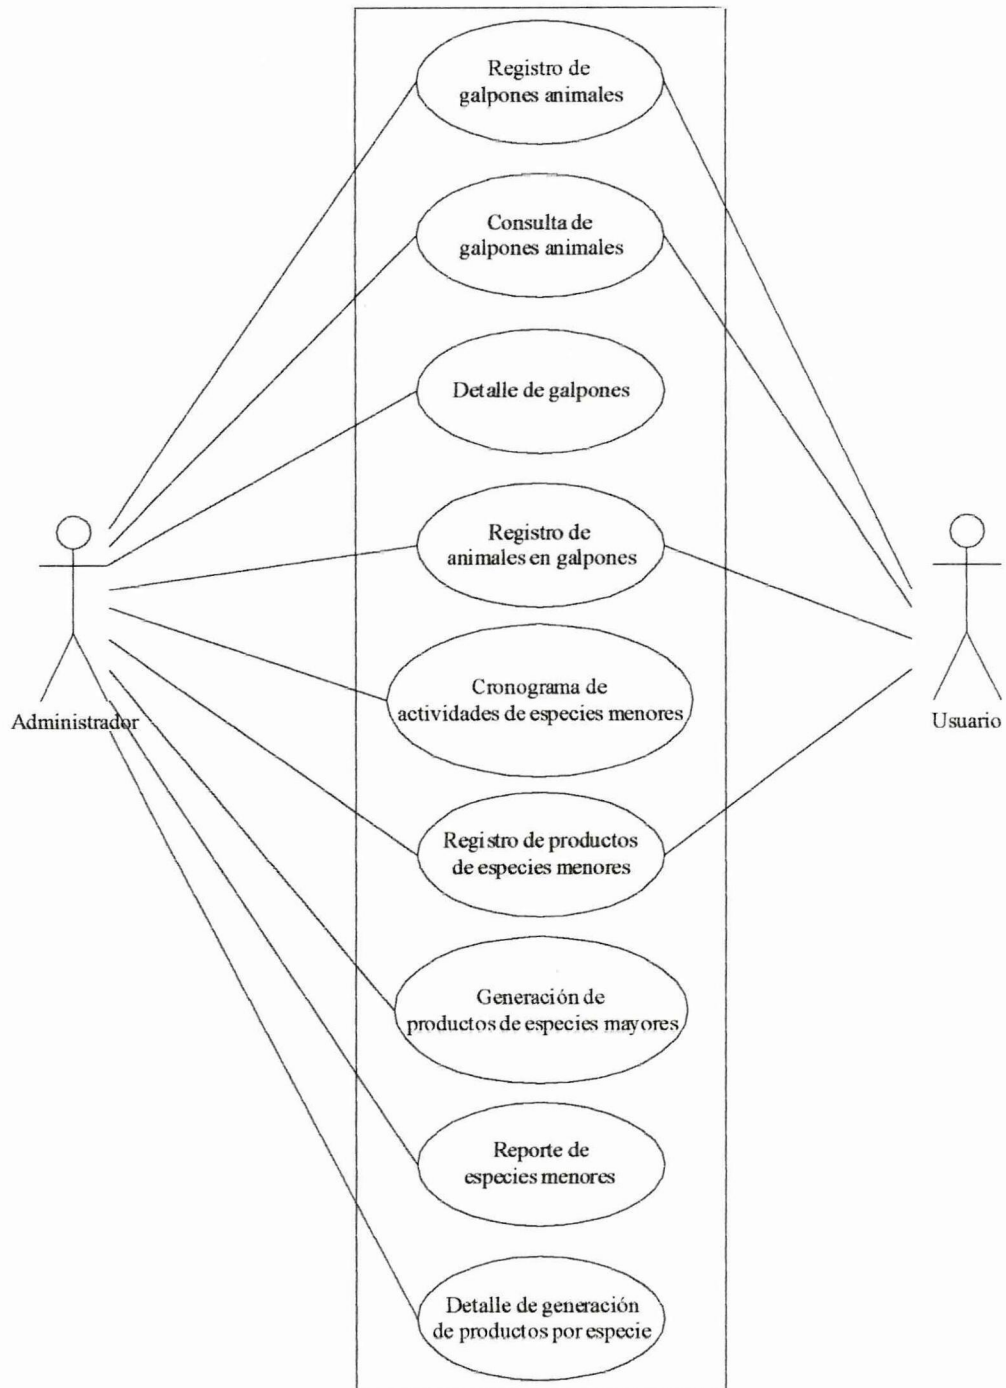 Registro de
galpones animales
Consulta de
galpones animales
Detalle de galpones
Registro de
animales en galpones
Cronograma de
actividades de especies menores
Administrador
Usuario
Registro de productos
de especies menores
Generación de
productos de especies mayores
Reporte de
especies menores
Detalle de generación
de productos por especie